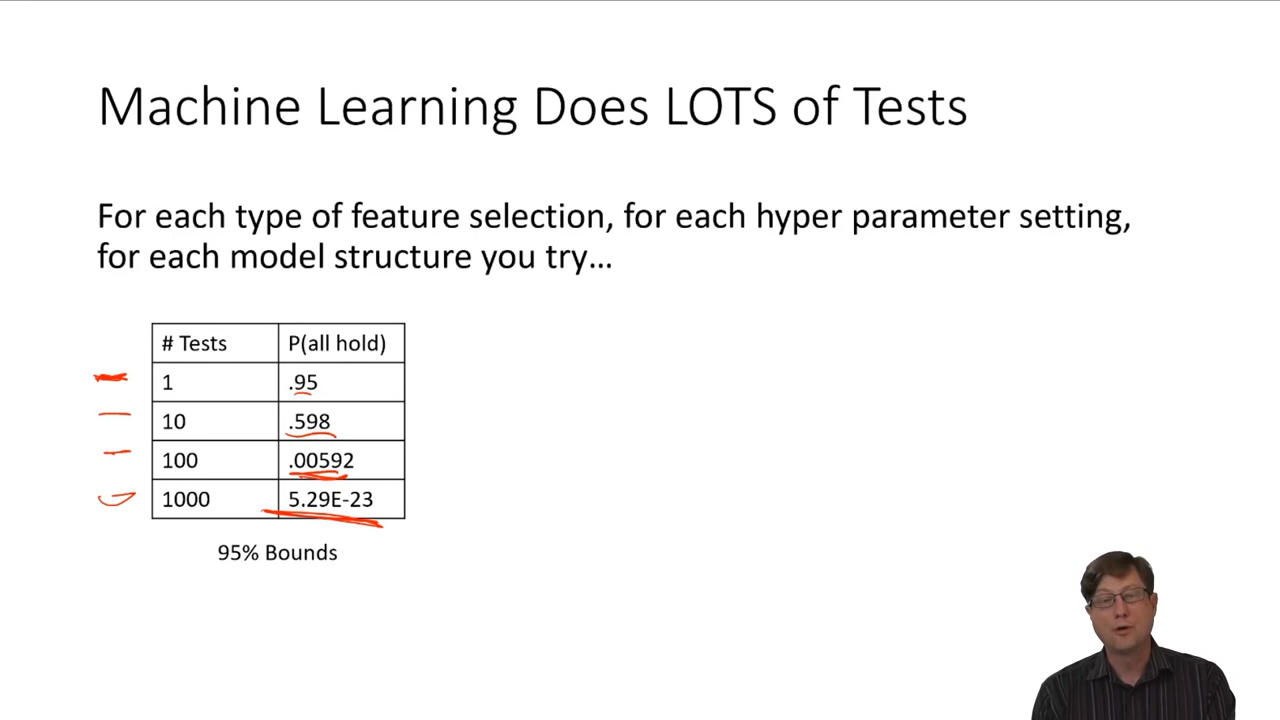 Machine Learning Does LOTS of Tests
For each type of feature selection, for each hyper parameter setting,
for each model structure you try…
# Tests P(all hold)
1 .95
10 .598
100 .00592
1000 5.29E-23
95% Bounds